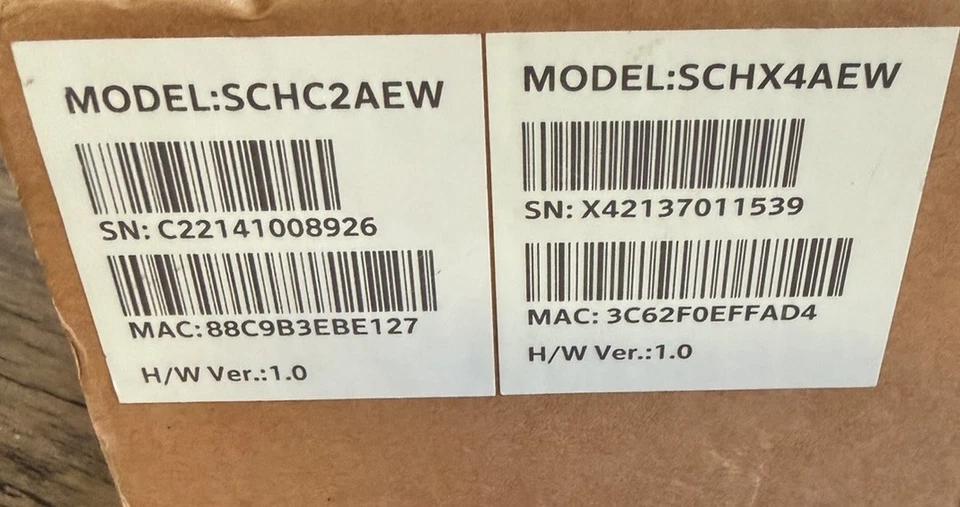 MODEL:SCHC2AEW
SN: C22141008926
MAC:88C9B3EBE127
H/W Ver.:1.0
MODEL:SCHX4AEW
SN: X42137011539
MAC: 3C62F0EFFAD4
H/W Ver.:1.0